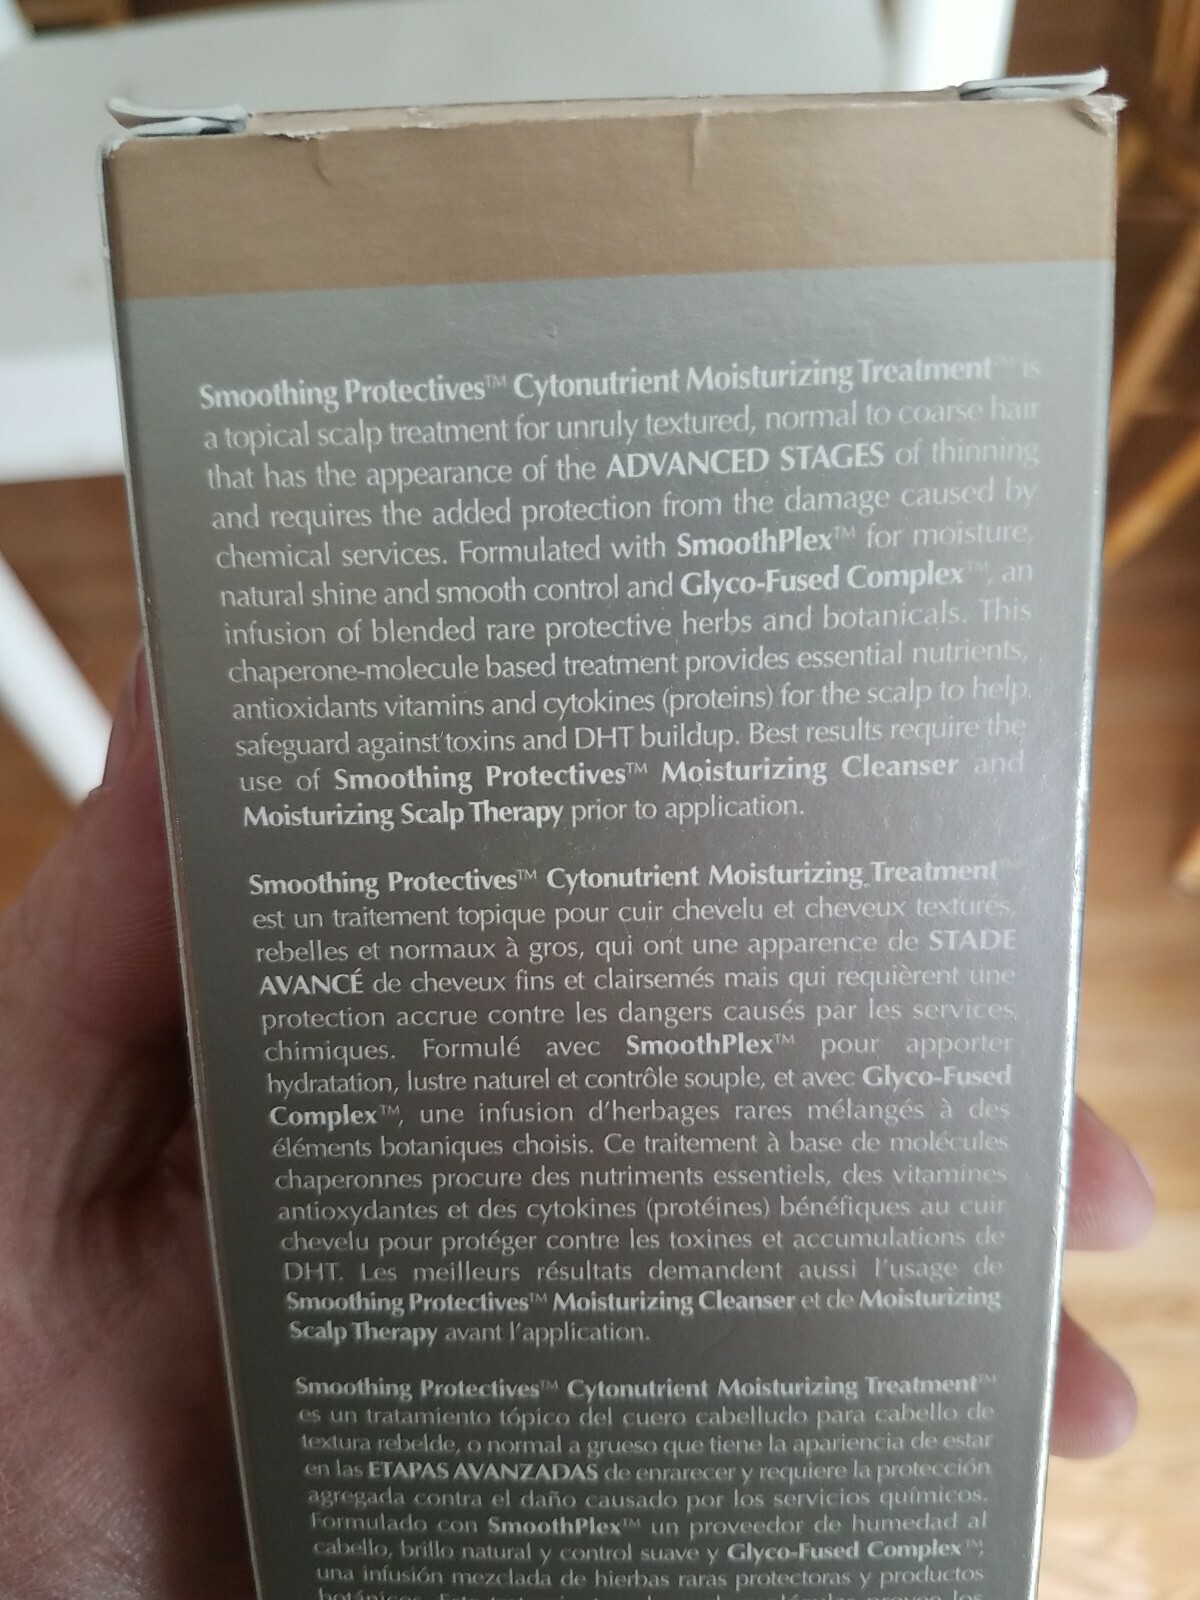 Smoothing Protectives™ Cytonutrient Moisturizing Treatment™ is
a topical scalp treatment for unruly textured, normal to coarse hair
that has the appearance of the ADVANCED STAGES of thinning
and requires the added protection from the damage caused by
chemical services. Formulated with SmoothPlex™ for moisture,
natural shine and smooth control and Glyco-Fused Complex™, an
infusion of blended rare protective herbs and botanicals. This
chaperone-molecule based treatment provides essential nutrients,
antioxidants vitamins and cytokines (proteins) for the scalp to help
safeguard against toxins and DHT buildup. Best results require the
use of Smoothing Protectives™ Moisturizing Cleanser and
Moisturizing Scalp Therapy prior to application.
Smoothing Protectives™ Cytonutrient Moisturizing Treatment™
est un traitement topique pour cuir chevelu et cheveux texturés,
rebelles et normaux à gros, qui ont une apparence de STADE
AVANCÉ de cheveux fins et clairsemés mais qui requièrent une
protection accrue contre les dangers causés par les services
chimiques. Formulé avec SmoothPlex™ pour apporter
hydratation, lustre naturel et contrôle souple, et avec Glyco-Fused
Complex™, une infusion d'herbages rares mélangés à des
éléments botaniques choisis. Ce traitement à base de molécules
chaperonnes procure des nutriments essentiels, des vitamines
antioxydantes et des cytokines (protéines) bénéfiques au cuir
chevelu pour protéger contre les toxines et accumulations de
DHT. Les meilleurs résultats demandent aussi l'usage de
Smoothing Protectives™ Moisturizing Cleanser et de Moisturizing
Scalp Therapy avant l'application.
Smoothing Protectives™ Cytonutrient Moisturizing Treatment™
es un tratamiento tópico del cuero cabelludo para cabello de
textura rebelde, o normal a grueso que tiene la apariencia de estar
en las ETAPAS AVANZADAS de enrarecer y requiere la protección
agregada contra el daño causado por los servicios químicos.
Formulado con SmoothPlex™ un proveedor de humedad al
cabello, brillo natural y control suave y Glyco-Fused Complex™,
una infusión mezclada de hierbas raras protectoras y productos